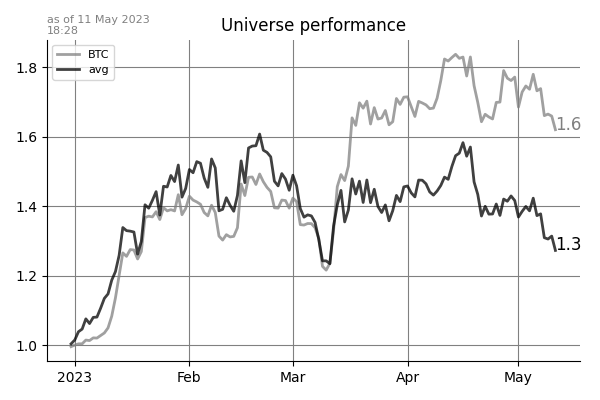 as of 11 May 2023
18:28
Universe performance
BTC
avg
1.8
1.6
1.4
1.2
1.0
1.6
1.3
2023
Feb
Mar
Apr
May